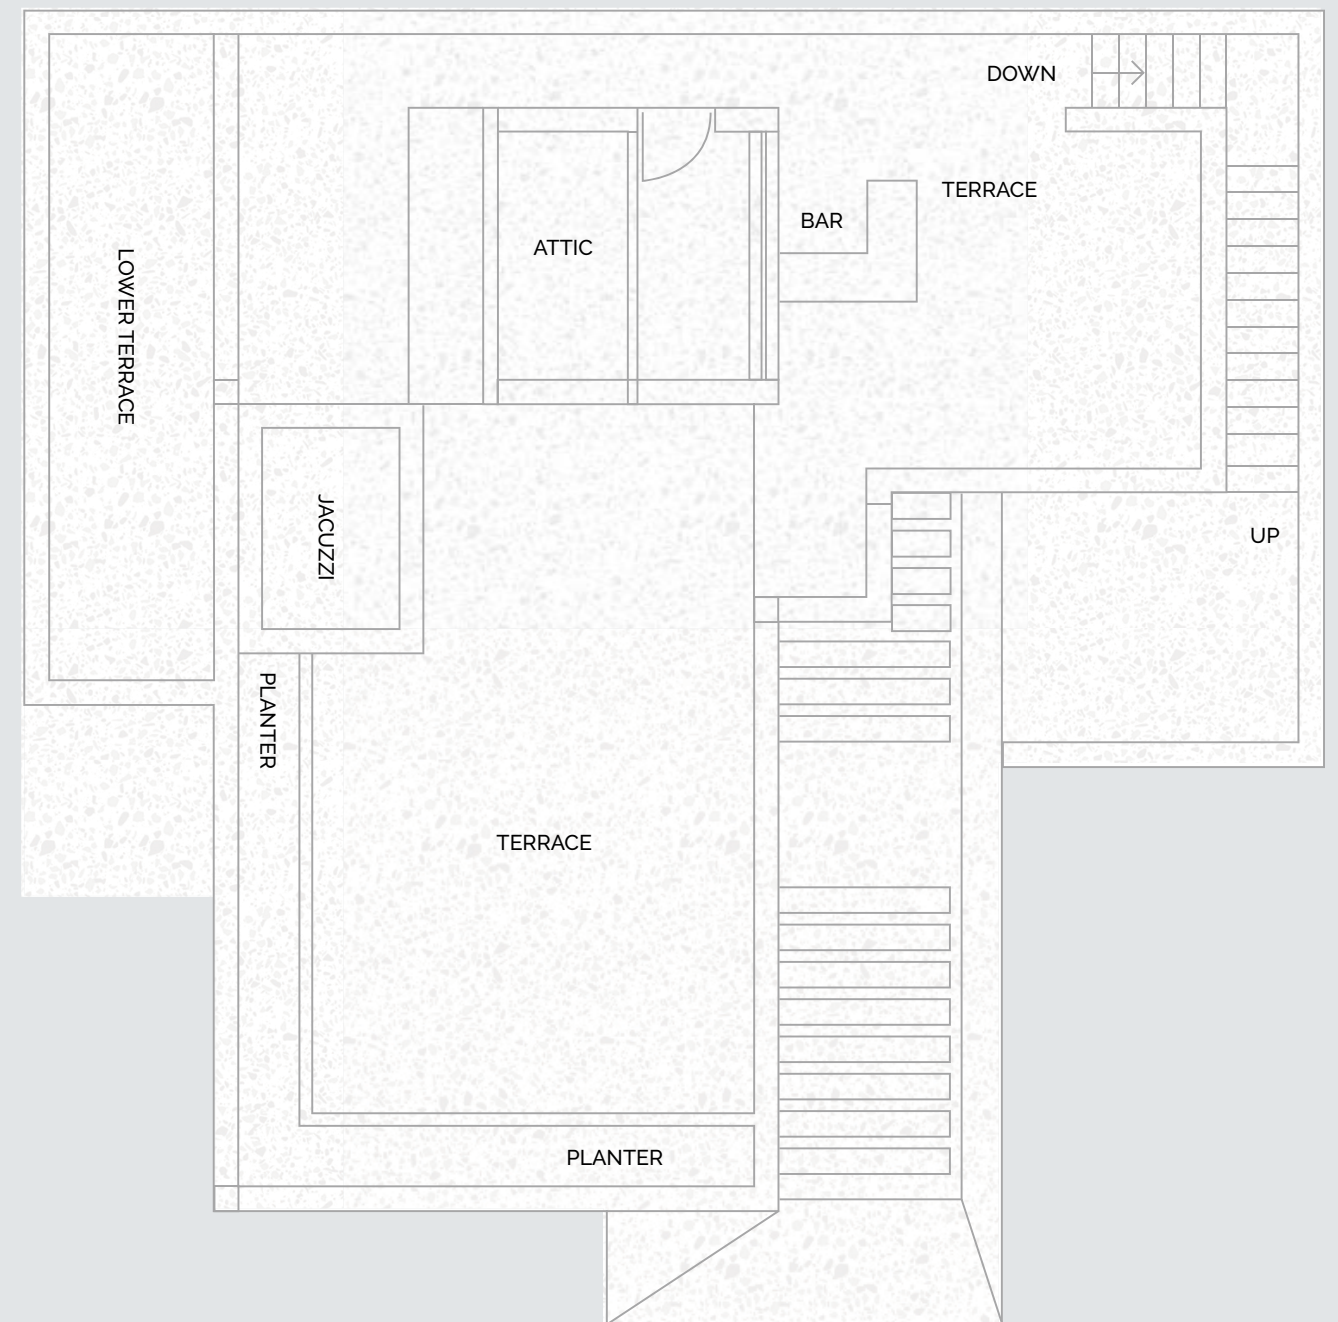 DOWN
TERRACE
BAR
ATTIC
LOWER TERRACE
JACUZZI
UP
PLANTER
TERRACE
PLANTER